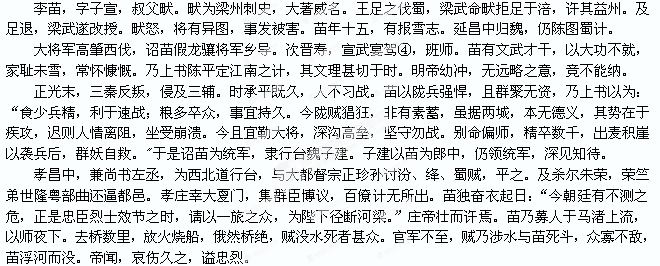 李苗，字子宣，叔父畎。畎为梁州刺史，大著威名。王足之伐蜀，梁武命畎拒足于涪，许其益州。及
足退，梁武遂改授。畎怒，将有异图，事发被害。苗年十五，有报雪志。延昌中归魏，仍陈图蜀计。
大将军高肇西伐，诏苗假龙骧将军乡导。次晋寿，宣武宴驾④，班师。苗有文武才干，以大功不就，
家耻未雪，常怀慷慨。乃上书陈平定江南之计，其文理甚切于时。明帝幼冲，无远略之意，竟不能纳。
正光末，三秦反叛，侵及三辅。时承平既久，人不习战。苗以陇兵强悍，且群聚无资，乃上书以为：
“食少兵精，利于速战；粮多卒众，事宜持久。今陇贼猖狂，非有素蓄，虽据两城，本无德义，其势在于
疾攻，迟则人情离阻，坐受崩溃。今且宜勒大将，深沟高垒，坚守勿战。别命偏师，精卒数千，出麦积崖
以袭兵后，群妖自救。”于是诏苗为统军，隶行台魏子建。子建以苗为郎中，仍领统军，深见知待。
孝昌中，兼尚书左丞，为西北道行台，与大都督宗正珍孙讨汾、绛、蜀贼，平之。及杀尔朱荣，荣竺
弟世隆粤部曲还逼都邑。孝庄幸大夏门，集群臣博议，百僚计无所出。苗独奋衣起曰：“今朝廷有不测之
危，正是忠臣烈士效节之时，请以一旅之众，为陛下径断河梁。”庄帝壮而许焉。苗乃募人于马渚上流，
以师夜下。去桥数里，放火烧船，俄然桥绝，贼没水死者甚众。官军不至，贼乃涉水与苗死斗，众寡不敌，
苗浮河而没。帝闻，哀伤久之，谥忠烈。